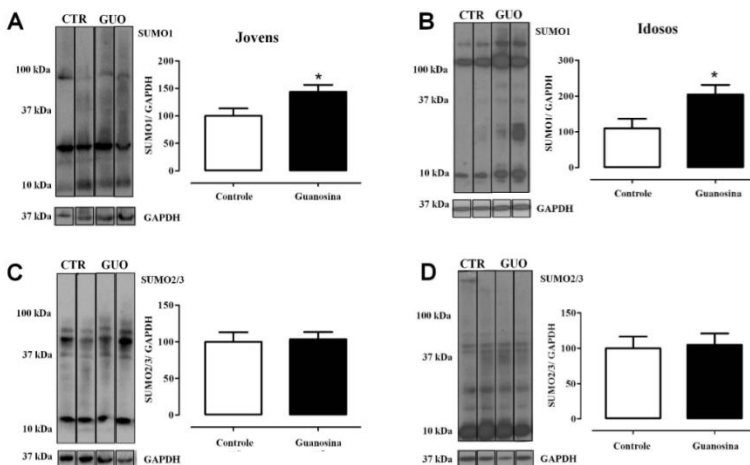 A
CTR GUO
SUMO1
Jovens
100 kDa
37 kDa
10 kDa
37 kDa
GAPDH
SUMO1/ GAPDH
200
150
100
50
0
*
Controle Guanosina
B
CTR GUO
SUMO1
Idosos
100 kDa
37 kDa
10 kDa
37 kDa
GAPDH
SUMO1/ GAPDH
300
200
100
0
*
Controle Guanosina
C
CTR GUO
SUMO2/3
100 kDa
37 kDa
10 kDa
37 kDa
GAPDH
SUMO2/3/ GAPDH
150
100
50
0
Controle Guanosina
D
CTR GUO
SUMO2/3
100 kDa
37 kDa
10 kDa
37 kDa
GAPDH
SUMO2/3/ GAPDH
150
100
50
0
Controle Guanosina